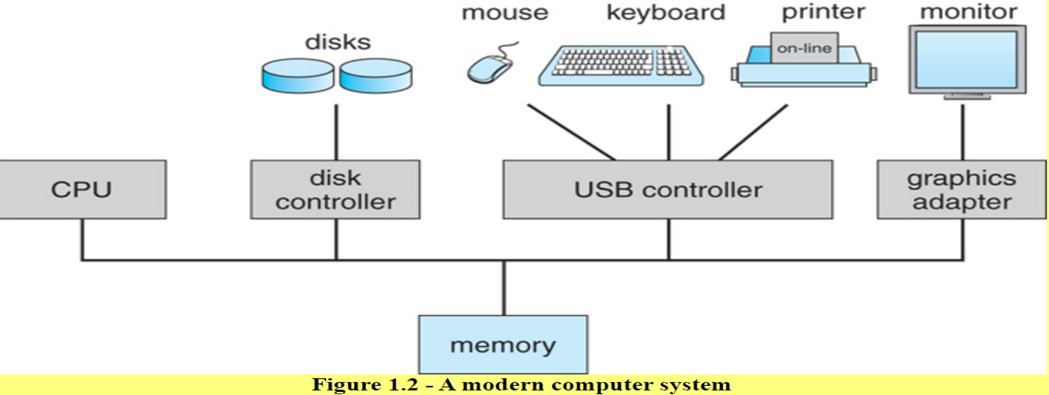 mouse keyboard printer monitor
disks
on-line
CPU
disk
controller
USB controller
graphics
adapter
memory
Figure 1.2 - A modern computer system